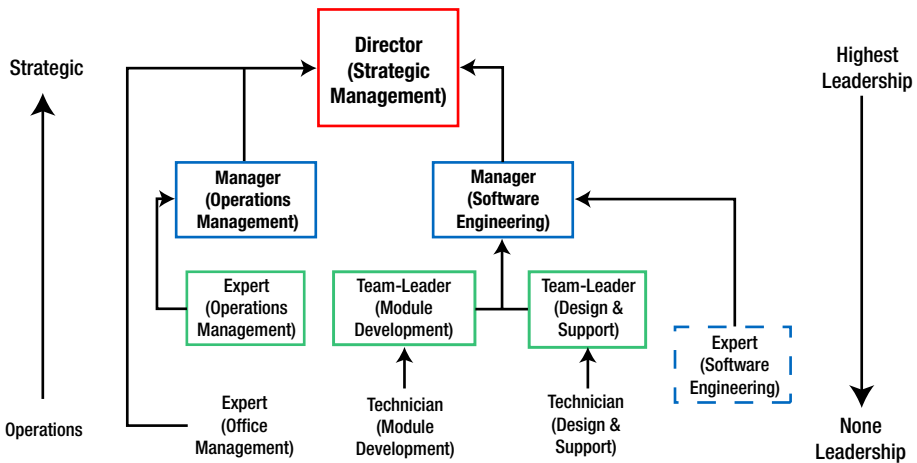 Strategic
Director
(Strategic
Management)
Highest
Leadership
Manager
(Operations
Management)
Manager
(Software
Engineering)
Expert
(Operations
Management)
Team-Leader
(Module
Development)
Team-Leader
(Design &
Support)
Expert
(Software
Engineering)
Operations
Expert
(Office
Management)
Technician
(Module
Development)
Technician
(Design &
Support)
None
Leadership